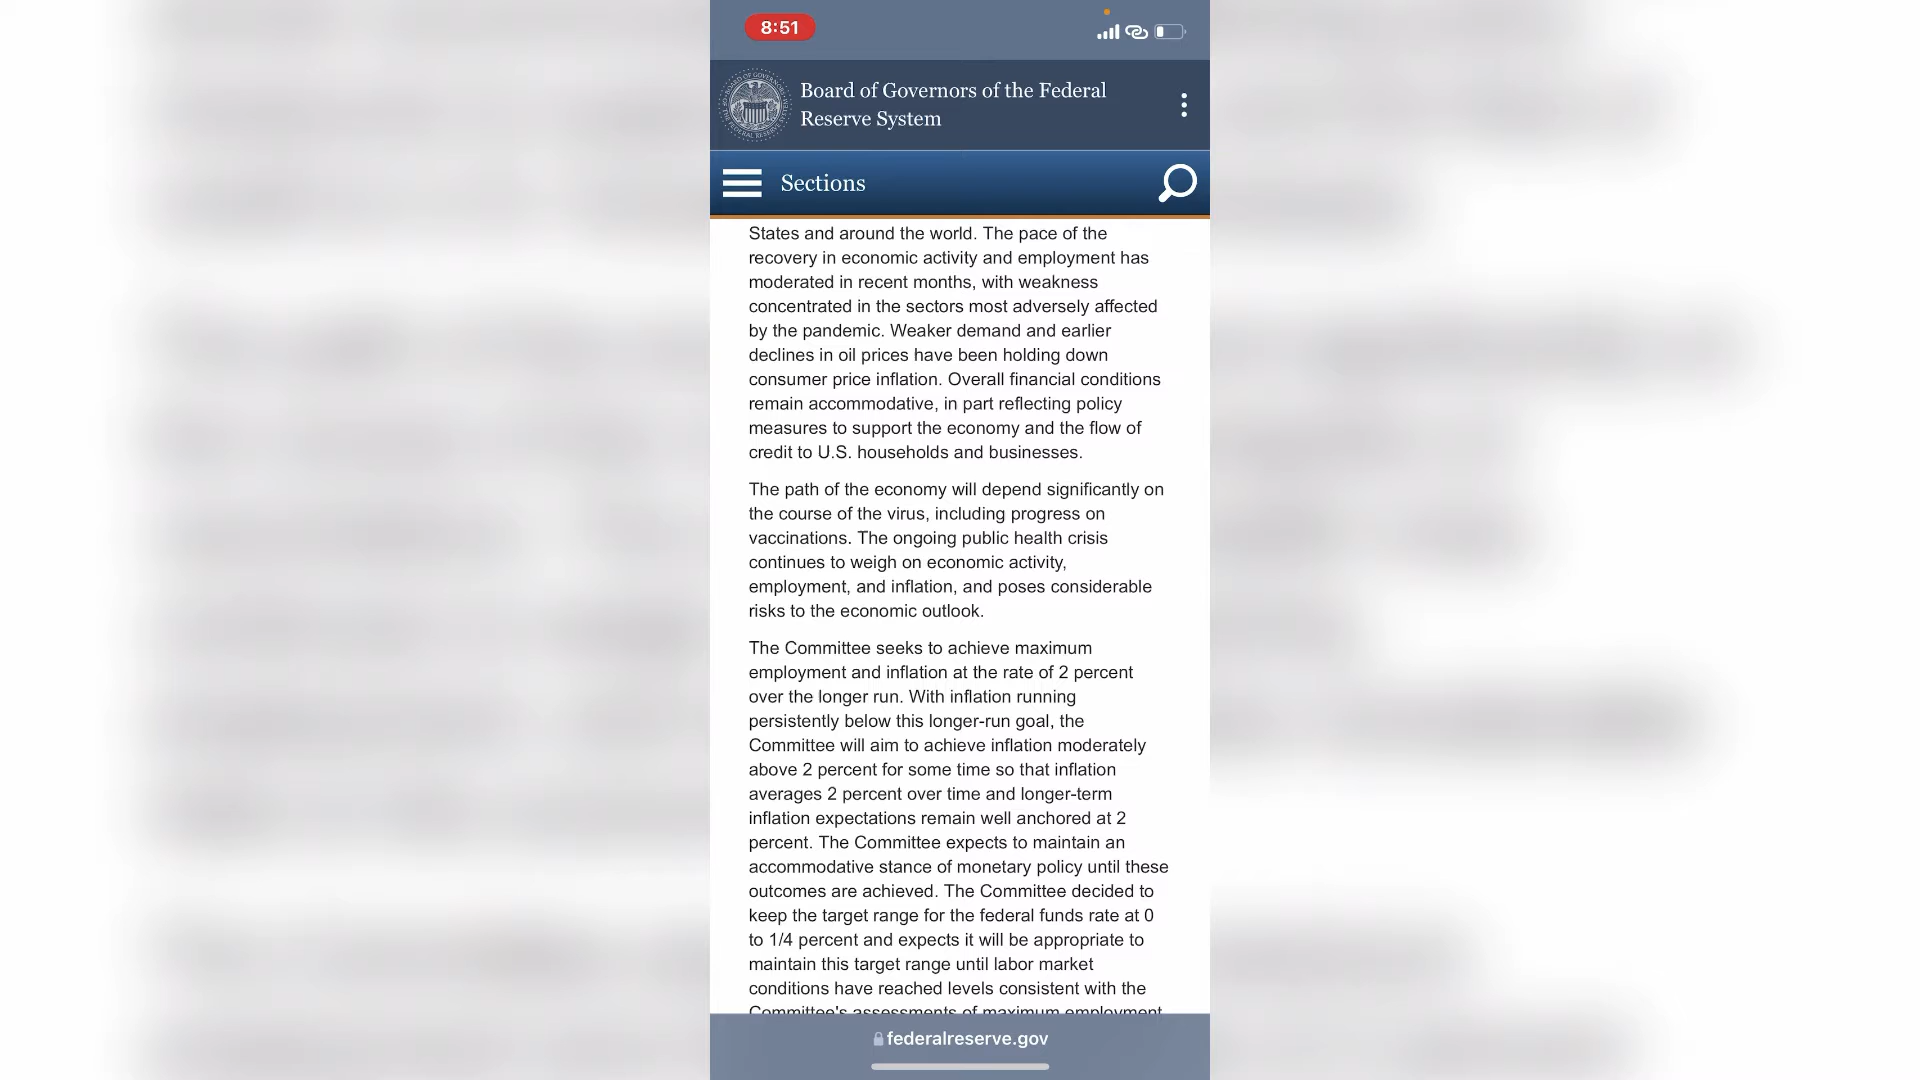 8:51
Board of Governors of the Federal
Reserve System
Sections
States and around the world. The pace of the
recovery in economic activity and employment has
moderated in recent months, with weakness
concentrated in the sectors most adversely affected
by the pandemic. Weaker demand and earlier
declines in oil prices have been holding down
consumer price inflation. Overall financial conditions
remain accommodative, in part reflecting policy
measures to support the economy and the flow of
credit to U.S. households and businesses.
The path of the economy will depend significantly on
the course of the virus, including progress on
vaccinations. The ongoing public health crisis
continues to weigh on economic activity,
employment, and inflation, and poses considerable
risks to the economic outlook.
The Committee seeks to achieve maximum
employment and inflation at the rate of 2 percent
over the longer run. With inflation running
persistently below this longer-run goal, the
Committee will aim to achieve inflation moderately
above 2 percent for some time so that inflation
averages 2 percent over time and longer-term
inflation expectations remain well anchored at 2
percent. The Committee expects to maintain an
accommodative stance of monetary policy until these
outcomes are achieved. The Committee decided to
keep the target range for the federal funds rate at 0
to 1/4 percent and expects it will be appropriate to
maintain this target range until labor market
conditions have reached levels consistent with the
Committee's assessments of maximum employment
federalreserve.gov